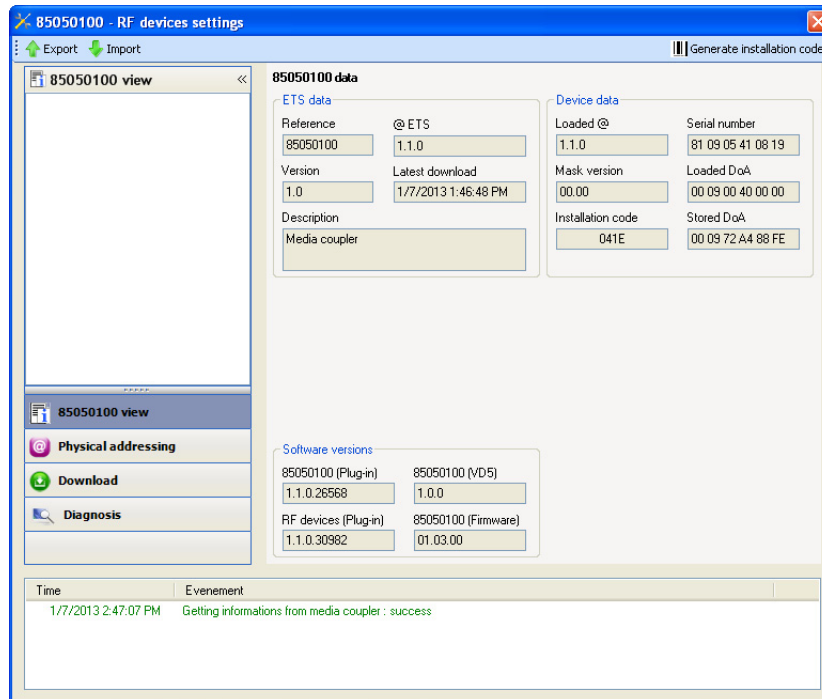 85050100 - RF devices settings
Export Import Generate installation code
85050100 view «
85050100 data
ETS data
Reference @ ETS
85050100 1.1.0
Version Latest download
1.0 1/7/2013 1:46:48 PM
Description
Media coupler
Device data
Loaded @ Serial number
1.1.0 81 09 05 41 08 19
Mask version Loaded DoA
00.00 00 09 00 40 00 00
Installation code Stored DoA
041E 00 09 72 A4 88 FE
85050100 view
Physical addressing
Download
Diagnosis
Software versions
85050100 (Plug-in) 85050100 (VD5)
1.1.0.26568 1.0.0
RF devices (Plug-in) 85050100 (Firmware)
1.1.0.30982 01.03.00
Time Evenement
1/7/2013 2:47:07 PM Getting informations from media coupler : success